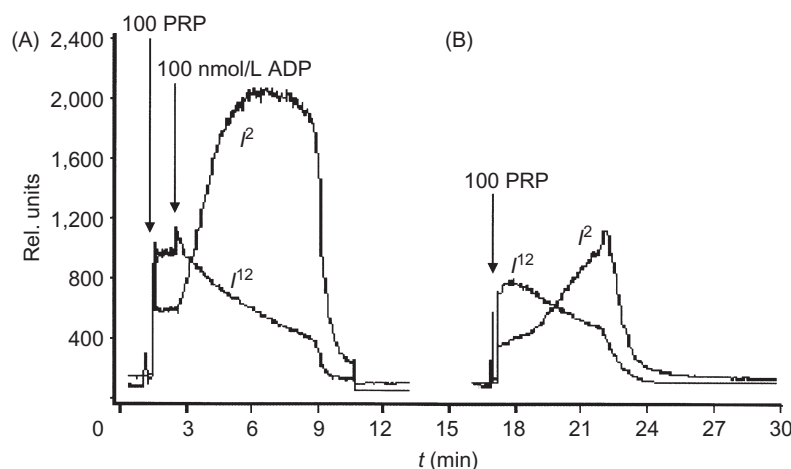 (A)
100 PRP
(B)
2,400
100 nmol/L ADP
2,000
I²
1,600
100 PRP
1,200
I¹²
I²
800
I¹²
400
Rel. units
0 3 6 9 12 15 18 21 24 27 30
t (min)